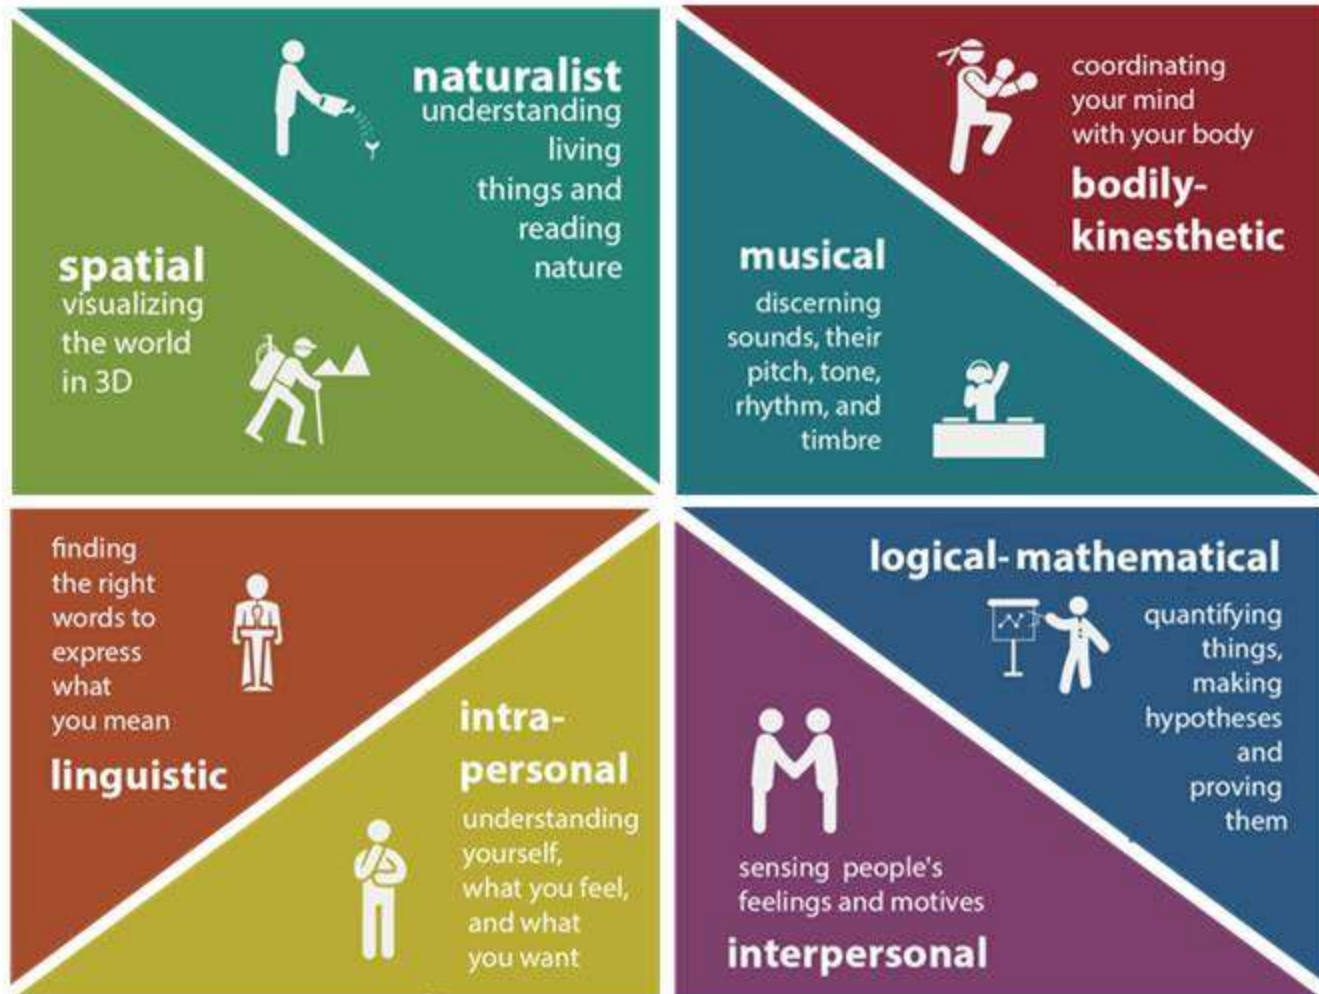 naturalist
understanding
living
things and
reading
nature
spatial
visualizing
the world
in 3D
coordinating
your mind
with your body
bodily-
kinesthetic
musical
discerning
sounds, their
pitch, tone,
rhythm, and
timbre
finding
the right
words to
express
what
you mean
linguistic
intra-
personal
understanding
yourself,
what you feel,
and what
you want
logical-mathematical
quantifying
things,
making
hypotheses
and
proving
them
sensing people's
feelings and motives
interpersonal